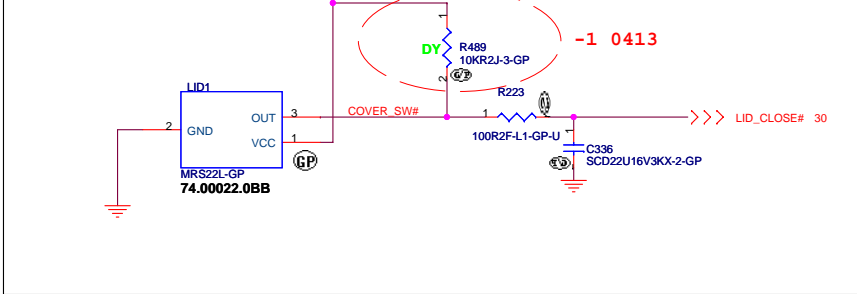 1
DY
R489
10KR2J-3-GP
2
G/P
-1 0413
LID1
R223
2
GND
OUT
3
COVER_SW#
1
VCC
1
GP
100R2F-L1-GP-U
1
LID_CLOSE# 30
C336
SCD22U16V3KX-2-GP
MRS22L-GP
74.00022.0BB